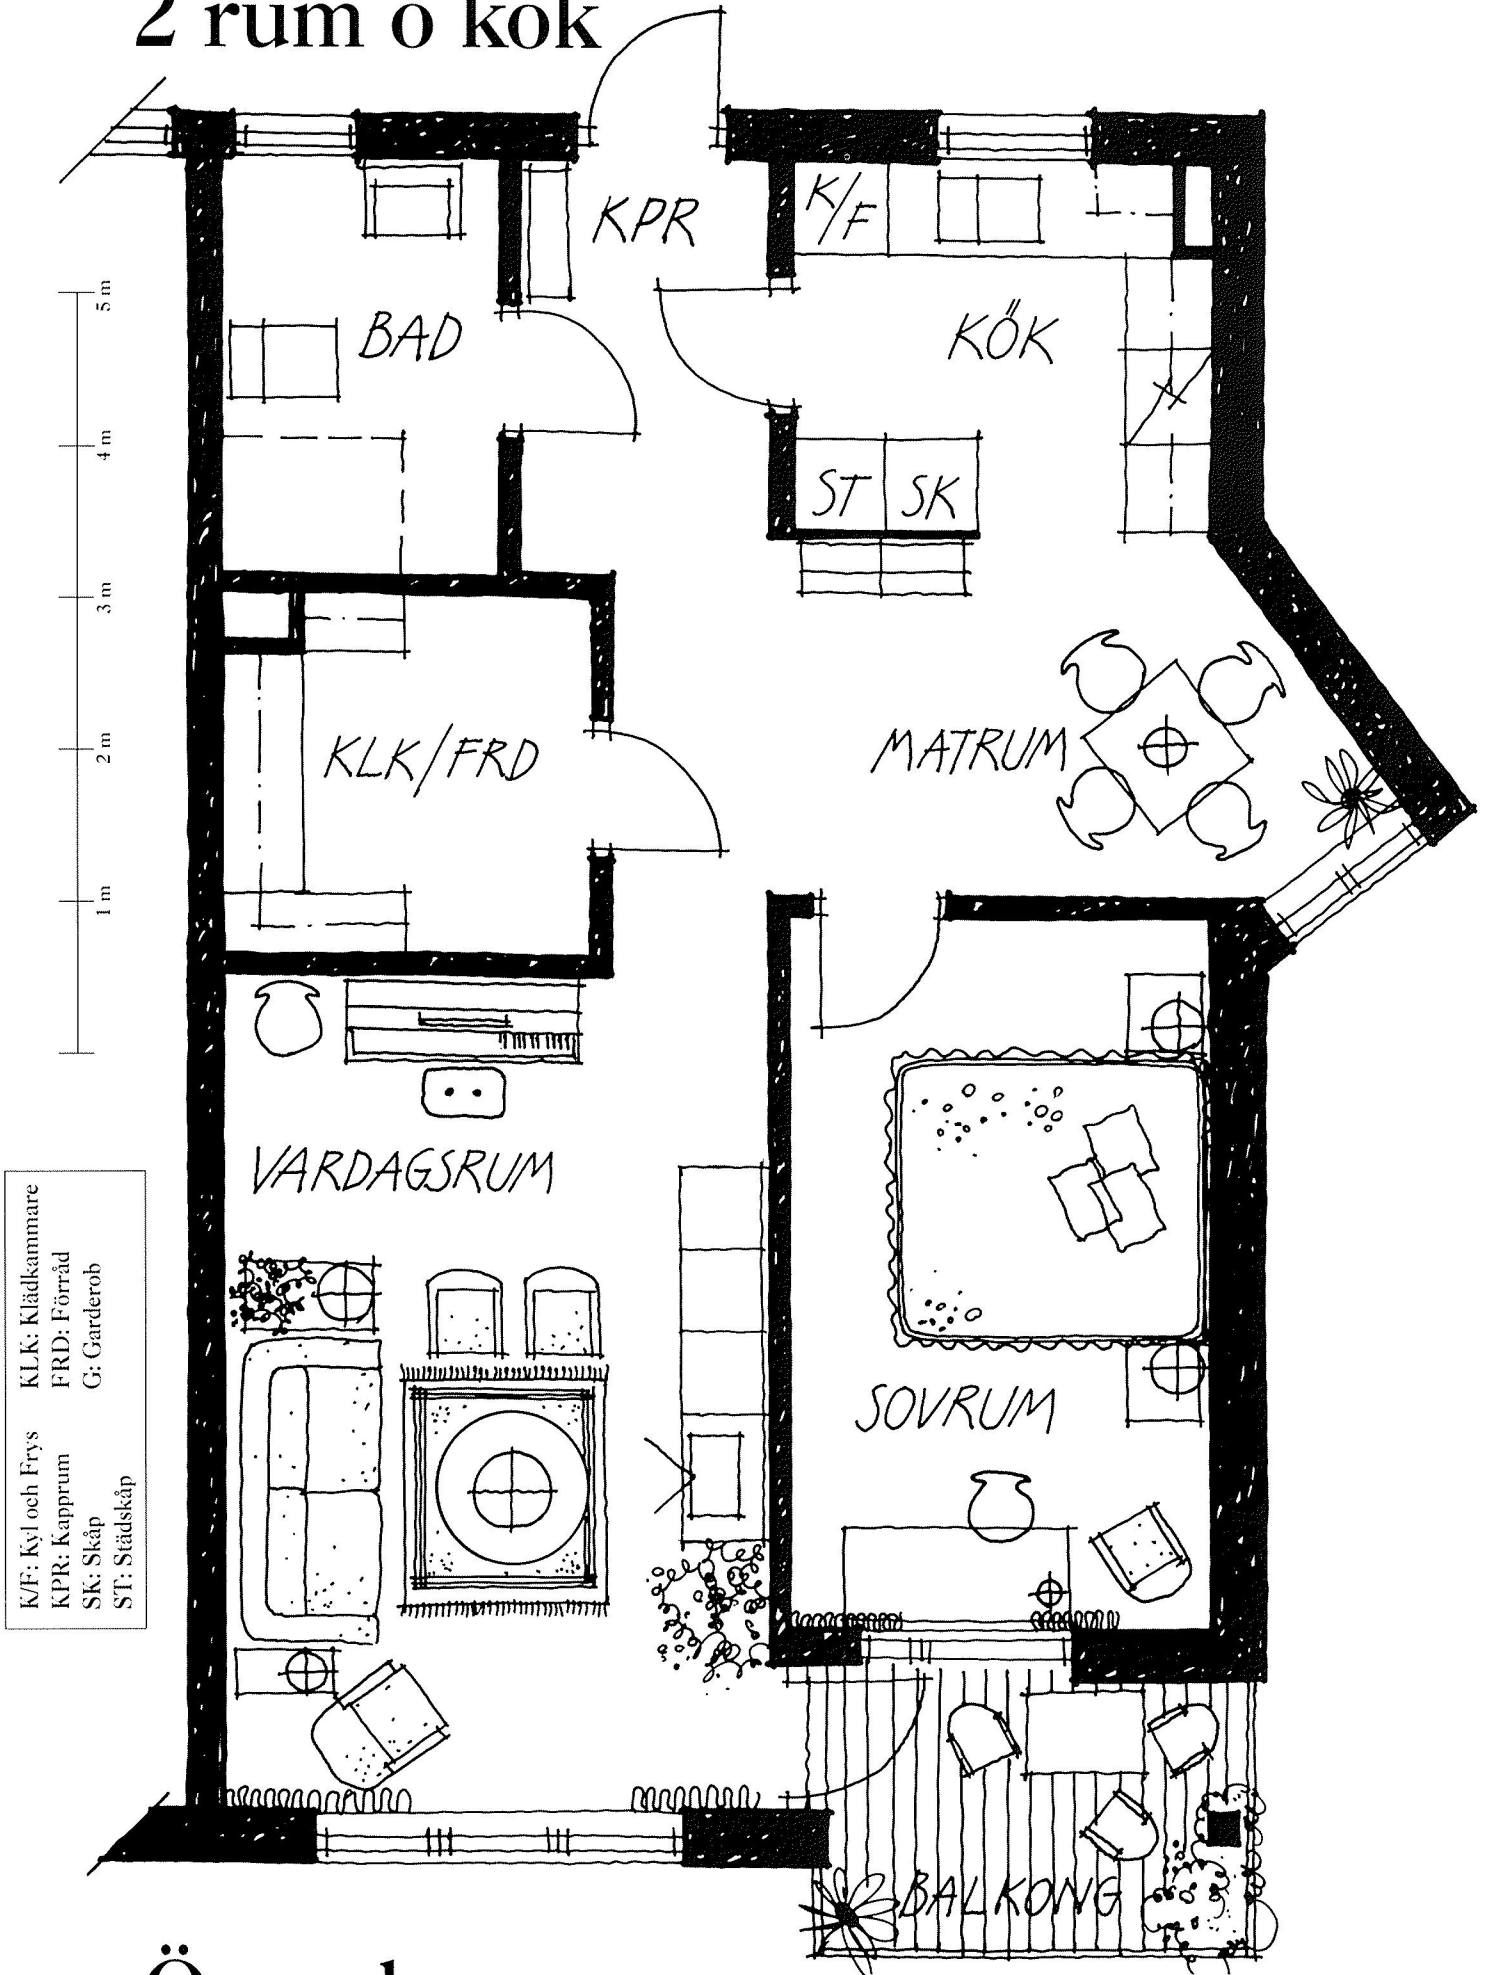 2 rum o kök
KPR
K/F
BAD
KÖK
ST SK
KLK/FRD
MATRUM
VARDAGSRUM
SOVRUM
BALKONG
5 m
4 m
3 m
2 m
1 m
K/F: Kyl och Frys KLK: Klädkammare
KPR: Kapprum FRD: Förråd
SK: Skåp G: Garderob
ST: Städskåp